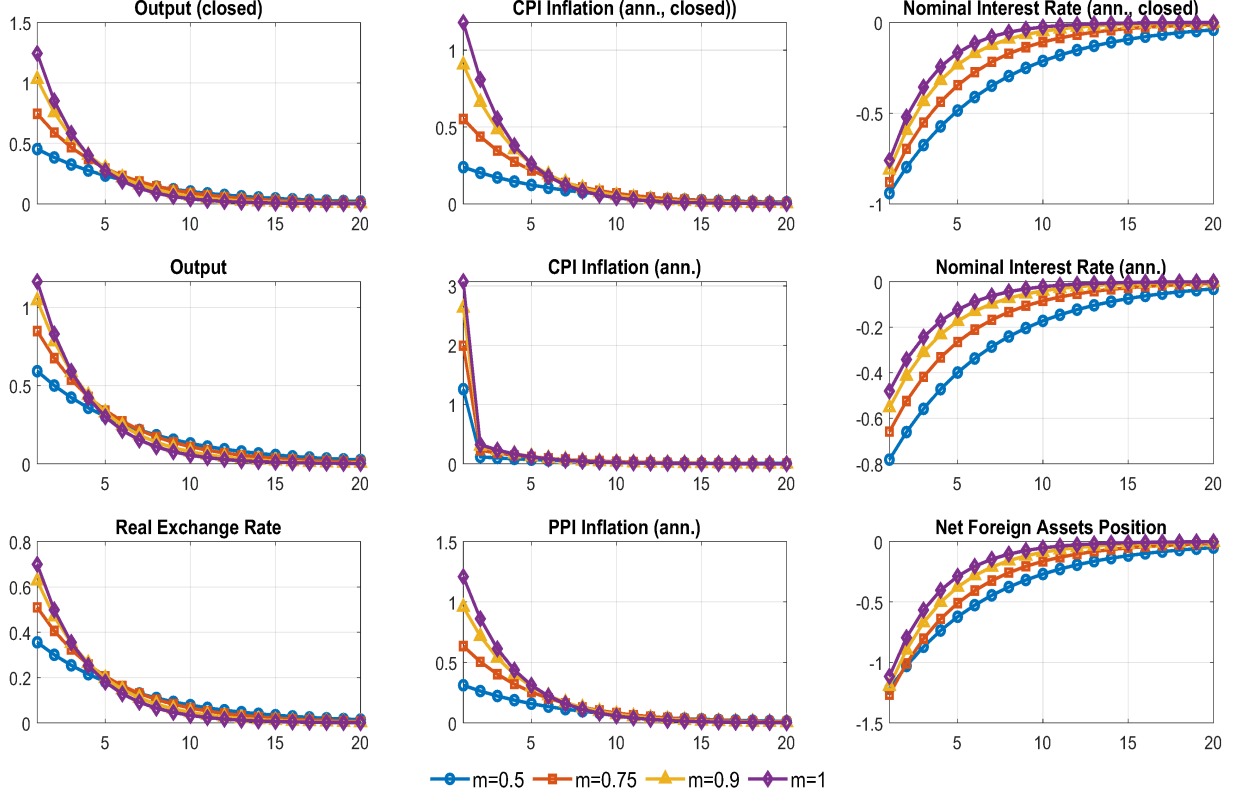 Output (closed)
1.5
1
0.5
0
5 10 15 20
CPI Inflation (ann., closed))
1
0.5
0
5 10 15 20
Nominal Interest Rate (ann., closed)
0
-0.5
-1
5 10 15 20
Output
1
0.5
0
5 10 15 20
CPI Inflation (ann.)
3
2
1
0
5 10 15 20
Nominal Interest Rate (ann.)
0
-0.2
-0.4
-0.6
-0.8
5 10 15 20
Real Exchange Rate
0.8
0.6
0.4
0.2
0
5 10 15 20
PPI Inflation (ann.)
1.5
1
0.5
0
5 10 15 20
Net Foreign Assets Position
0
-0.5
-1
-1.5
5 10 15 20
m=0.5 m=0.75 m=0.9 m=1